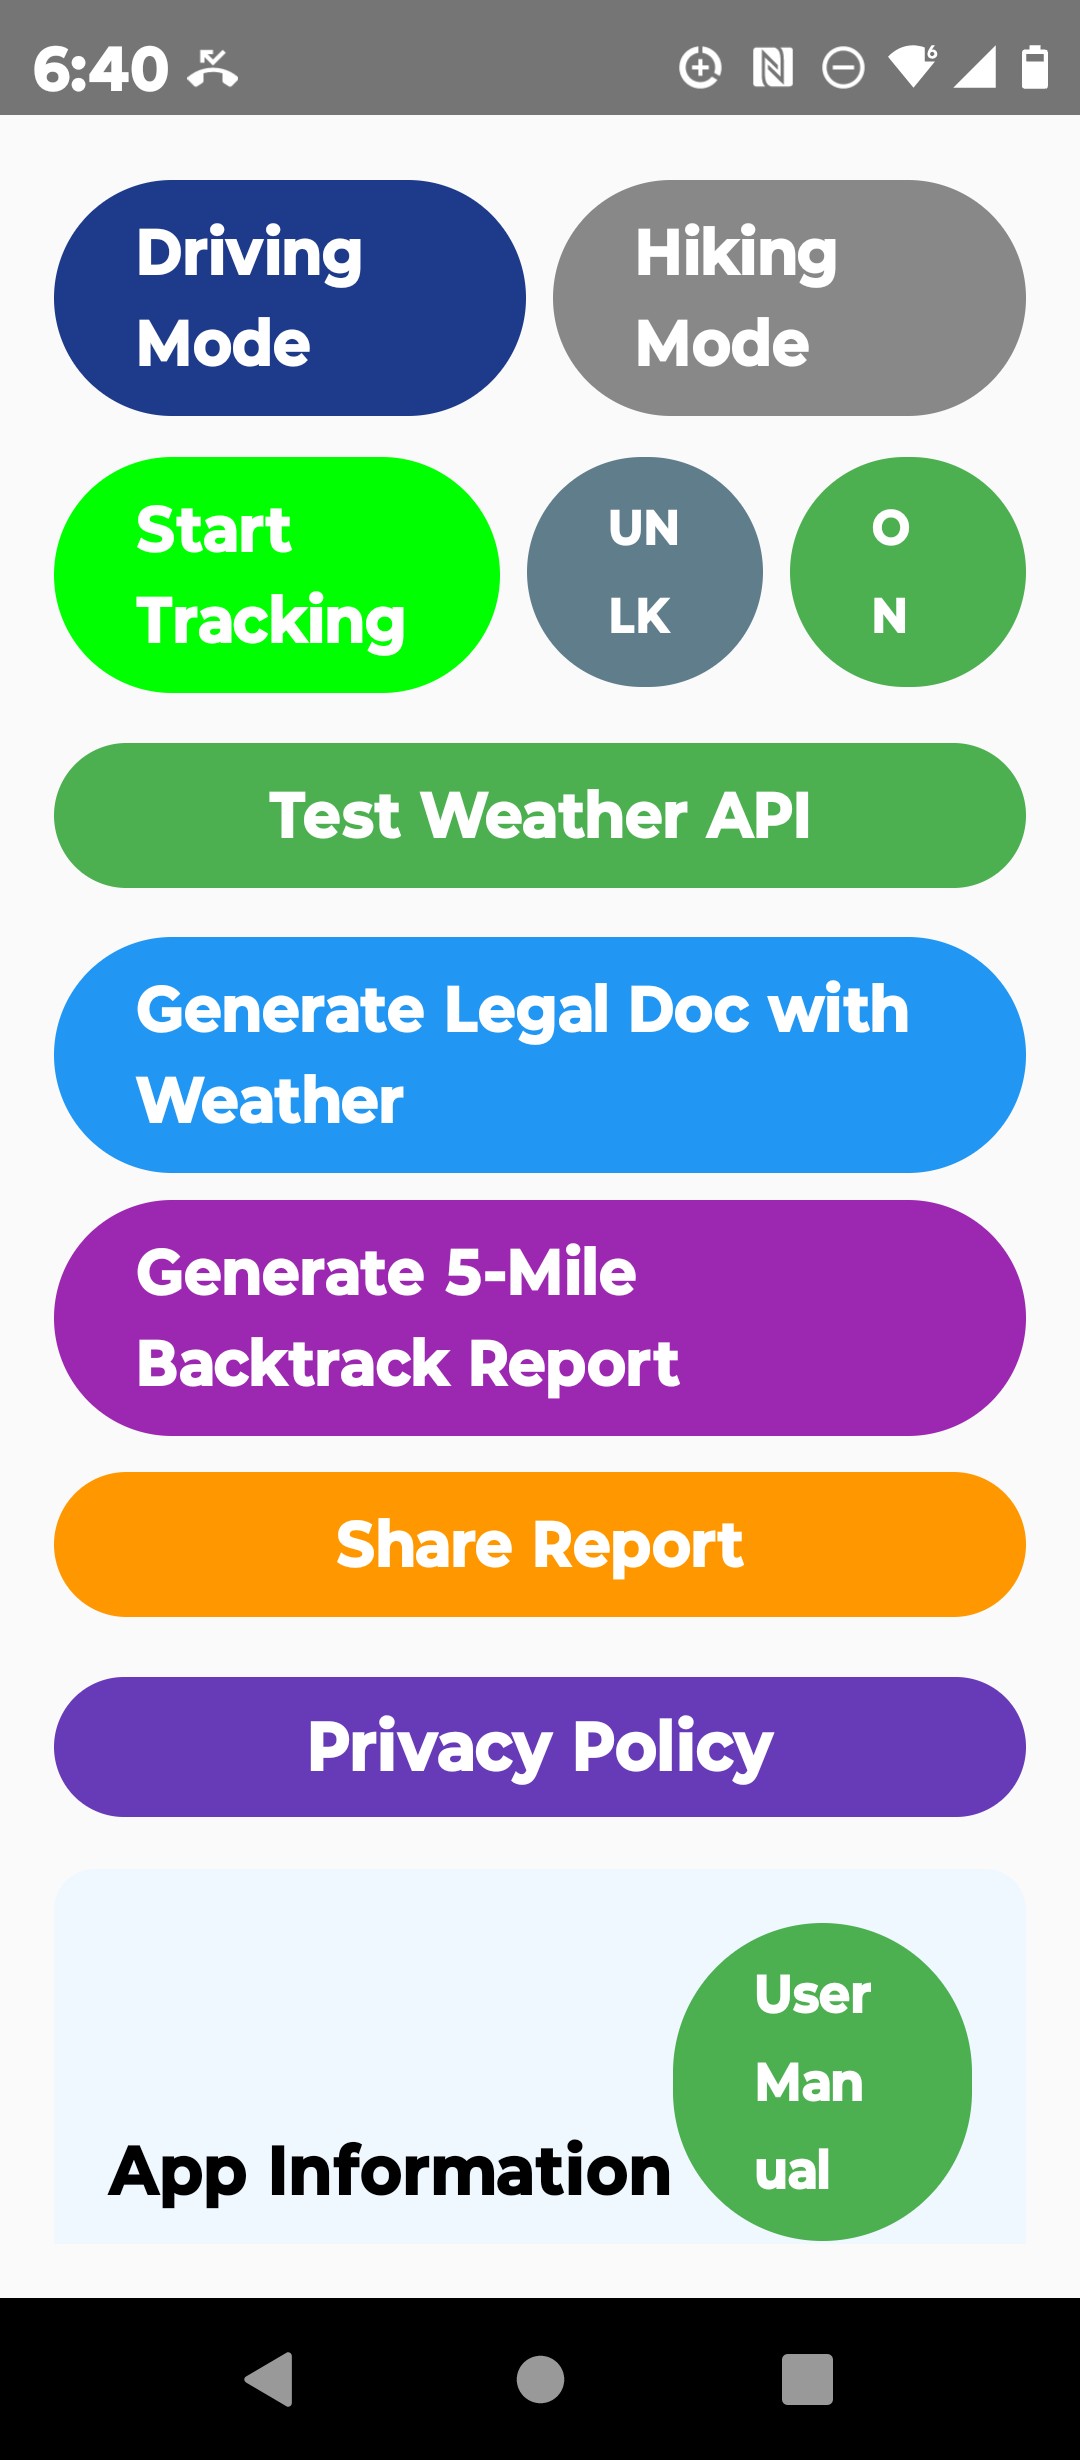 6:40
6
Driving
Mode
Hiking
Mode
Start
Tracking
UN
LK
O
N
Test Weather API
Generate Legal Doc with
Weather
Generate 5-Mile
Backtrack Report
Share Report
Privacy Policy
App Information
User
Man
ual